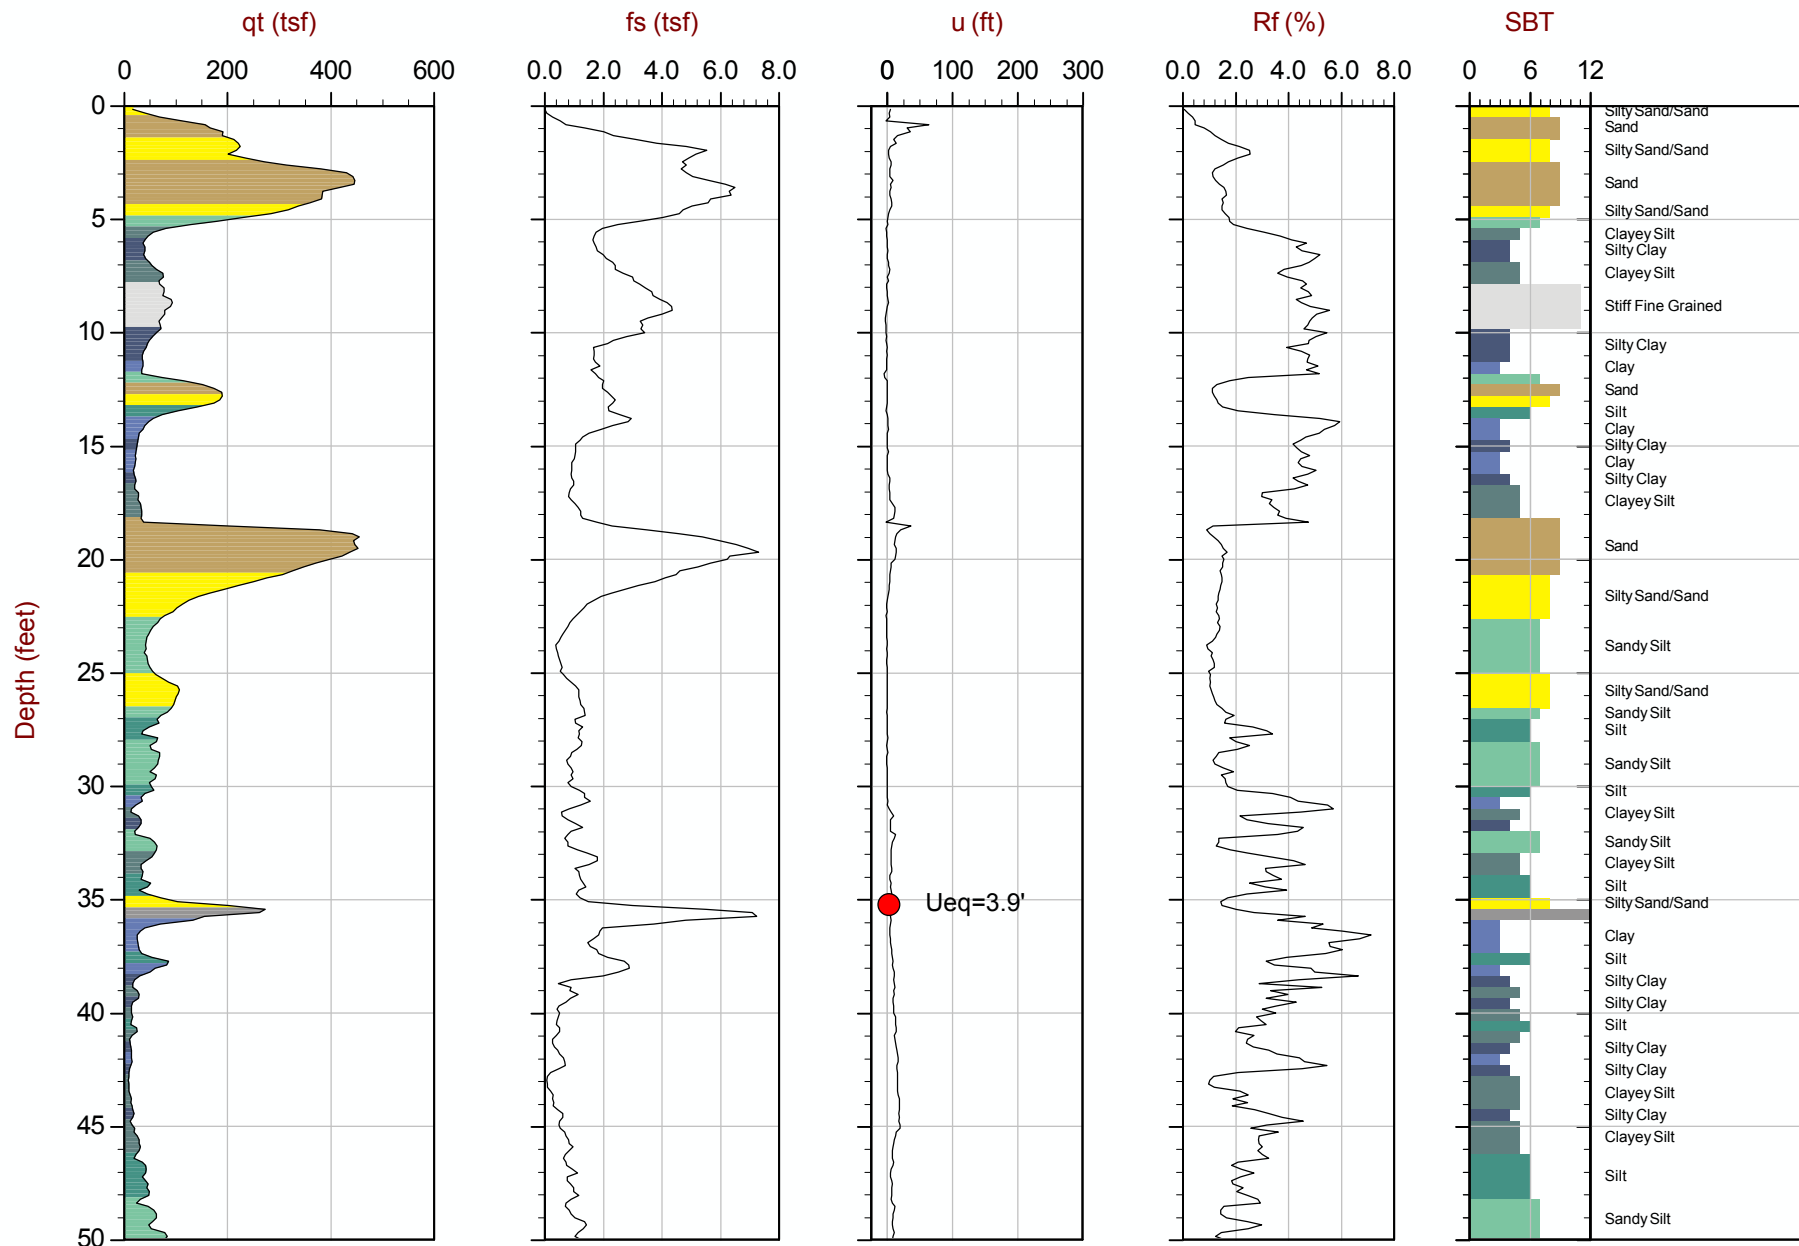 qt (tsf)
fs (tsf)
u (ft)
Rf (%)
SBT
0 200 400 600
0.0 2.0 4.0 6.0 8.0
0 100 200 300
0.0 2.0 4.0 6.0 8.0
0 6 12
Depth (feet)
0
5
10
15
20
25
30
35
40
45
50
Ueq=3.9'
Silty Sand/Sand
Sand
Silty Sand/Sand
Sand
Silty Sand/Sand
Clayey Silt
Silty Clay
Clayey Silt
Stiff Fine Grained
Silty Clay
Clay
Sand
Silt
Clay
Silty Clay
Clay
Silty Clay
Clayey Silt
Sand
Silty Sand/Sand
Sandy Silt
Silty Sand/Sand
Sandy Silt
Silt
Sandy Silt
Silt
Clayey Silt
Sandy Silt
Clayey Silt
Silt
Silty Sand/Sand
Clay
Silt
Silty Clay
Silty Clay
Silt
Silty Clay
Silty Clay
Clayey Silt
Silty Clay
Clayey Silt
Silt
Sandy Silt